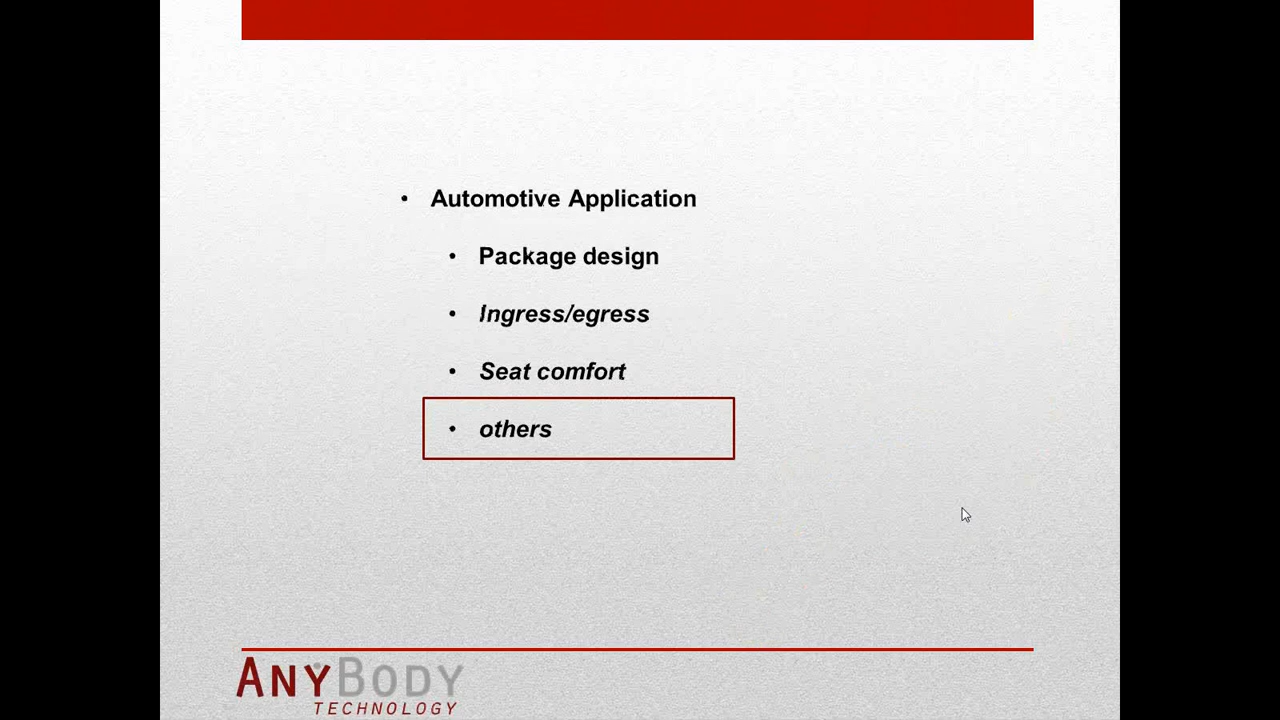 • Automotive Application
• Package design
• Ingress/egress
• Seat comfort
• others
ANYBODY
TECHNOLOGY